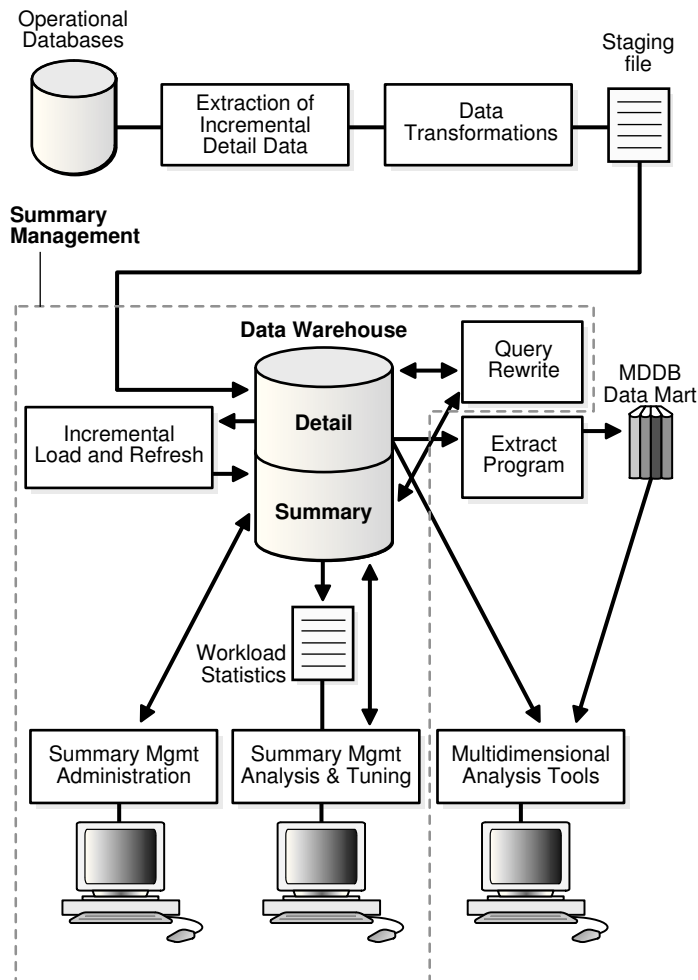 Operational
Databases
Extraction of
Incremental
Detail Data
Data
Transformations
Staging
file
Summary
Management
Data Warehouse
Detail
Summary
Query
Rewrite
MDDB
Data Mart
Incremental
Load and Refresh
Extract
Program
Workload
Statistics
Summary Mgmt
Administration
Summary Mgmt
Analysis & Tuning
Multidimensional
Analysis Tools